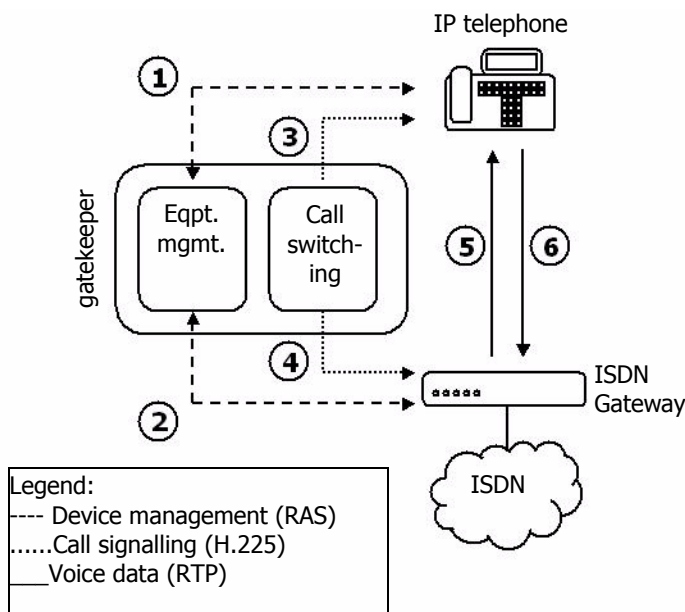 IP telephone
1
3
gatekeeper
Eqpt.
mgmt.
Call
switch-
ing
5
6
4
2
ISDN
Gateway
ISDN
Legend:
---- Device management (RAS)
......Call signalling (H.225)
___Voice data (RTP)